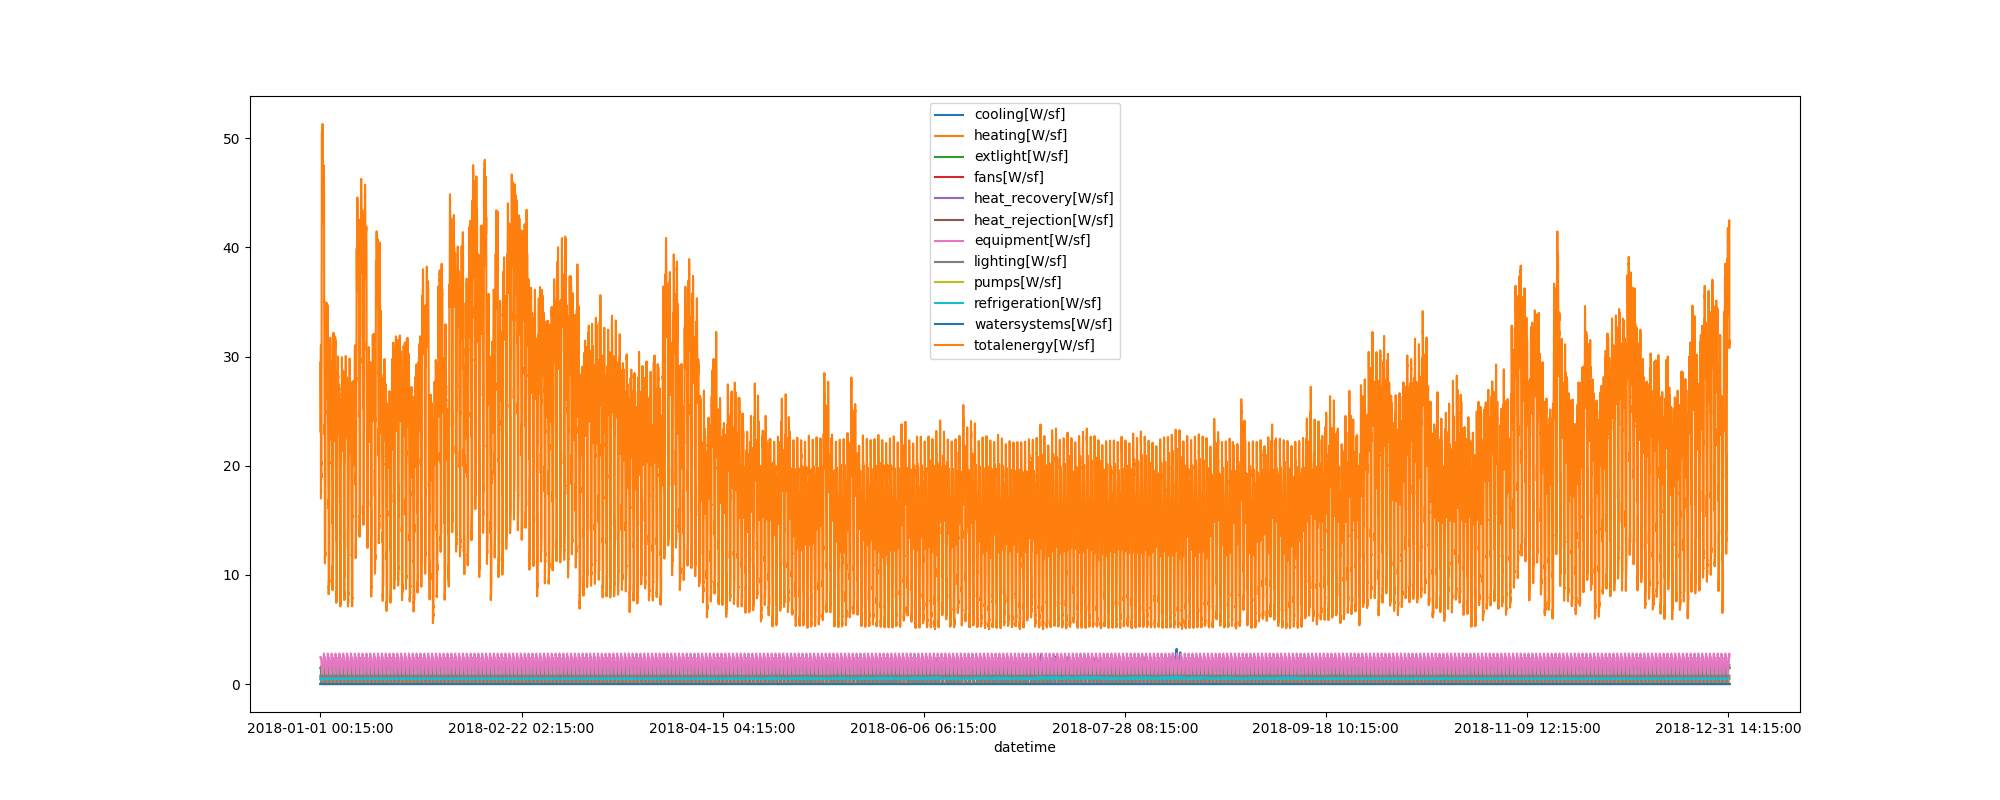 50
40
30
20
10
0
cooling[W/sf]
heating[W/sf]
extlight[W/sf]
fans[W/sf]
heat_recovery[W/sf]
heat_rejection[W/sf]
equipment[W/sf]
lighting[W/sf]
pumps[W/sf]
refrigeration[W/sf]
watersystems[W/sf]
totalenergy[W/sf]
2018-01-01 00:15:00 2018-02-22 02:15:00 2018-04-15 04:15:00 2018-06-06 06:15:00 2018-07-28 08:15:00 2018-09-18 10:15:00 2018-11-09 12:15:00 2018-12-31 14:15:00
datetime